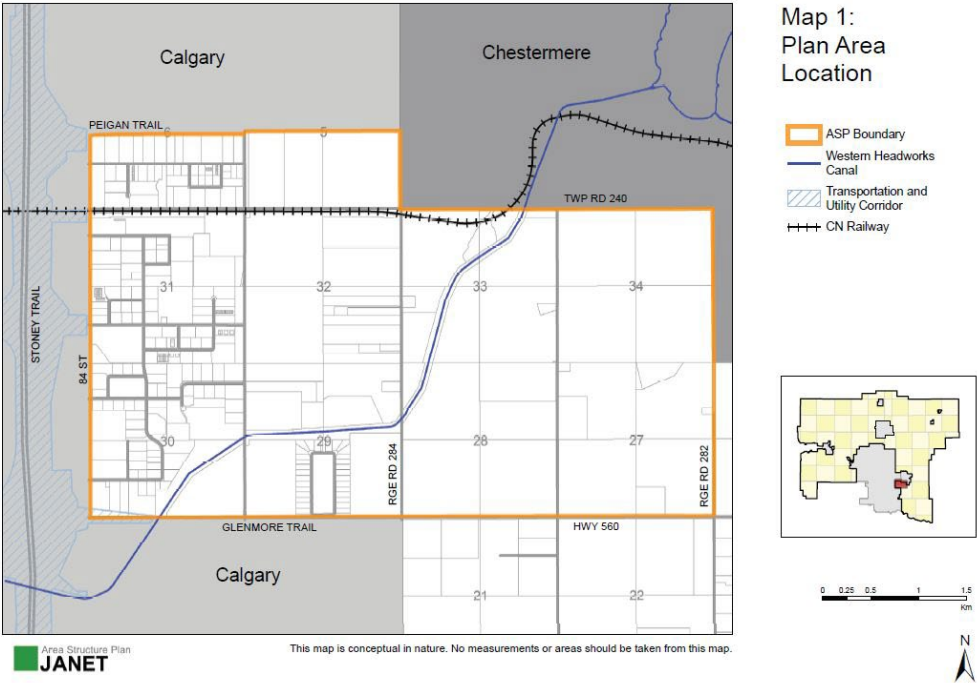 Map 1:
Plan Area
Location
Calgary
Chestermere
PEIGAN TRAIL
6
5
ASP Boundary
Western Headworks
Canal
Transportation and
Utility Corridor
CN Railway
TWP RD 240
31
32
33
34
STONEY TRAIL
84 ST
30
29
28
27
RGE RD 284
RGE RD 282
GLENMORE TRAIL
HWY 560
Calgary
21
22
0 0.25 0.5 1 1.5
Km
N
Area Structure Plan
JANET
This map is conceptual in nature. No measurements or areas should be taken from this map.